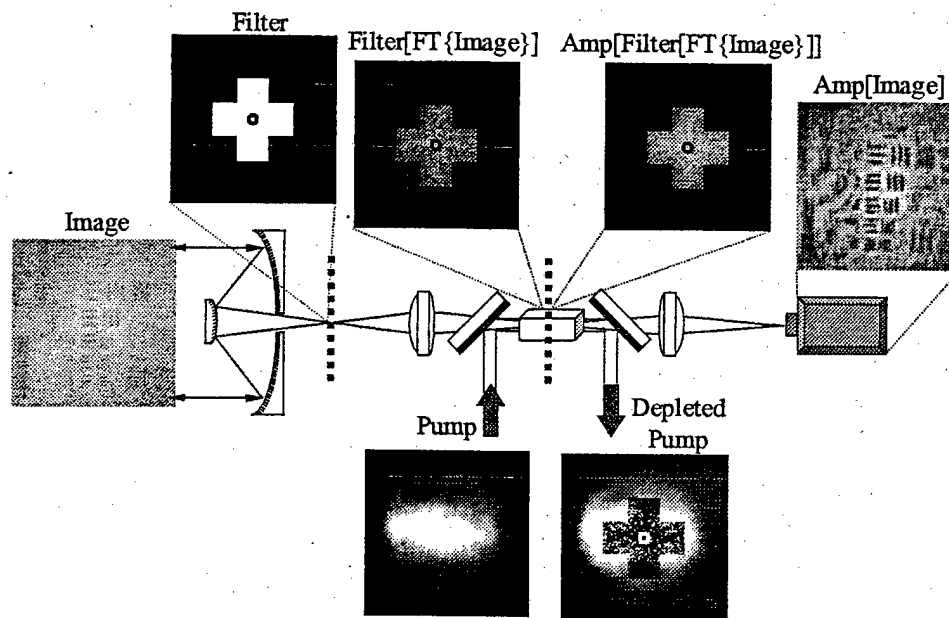 Filter
Filter[FT{Image}]
Amp[Filter[FT{Image}]]
Amp[Image]
Image
Pump
Depleted
Pump